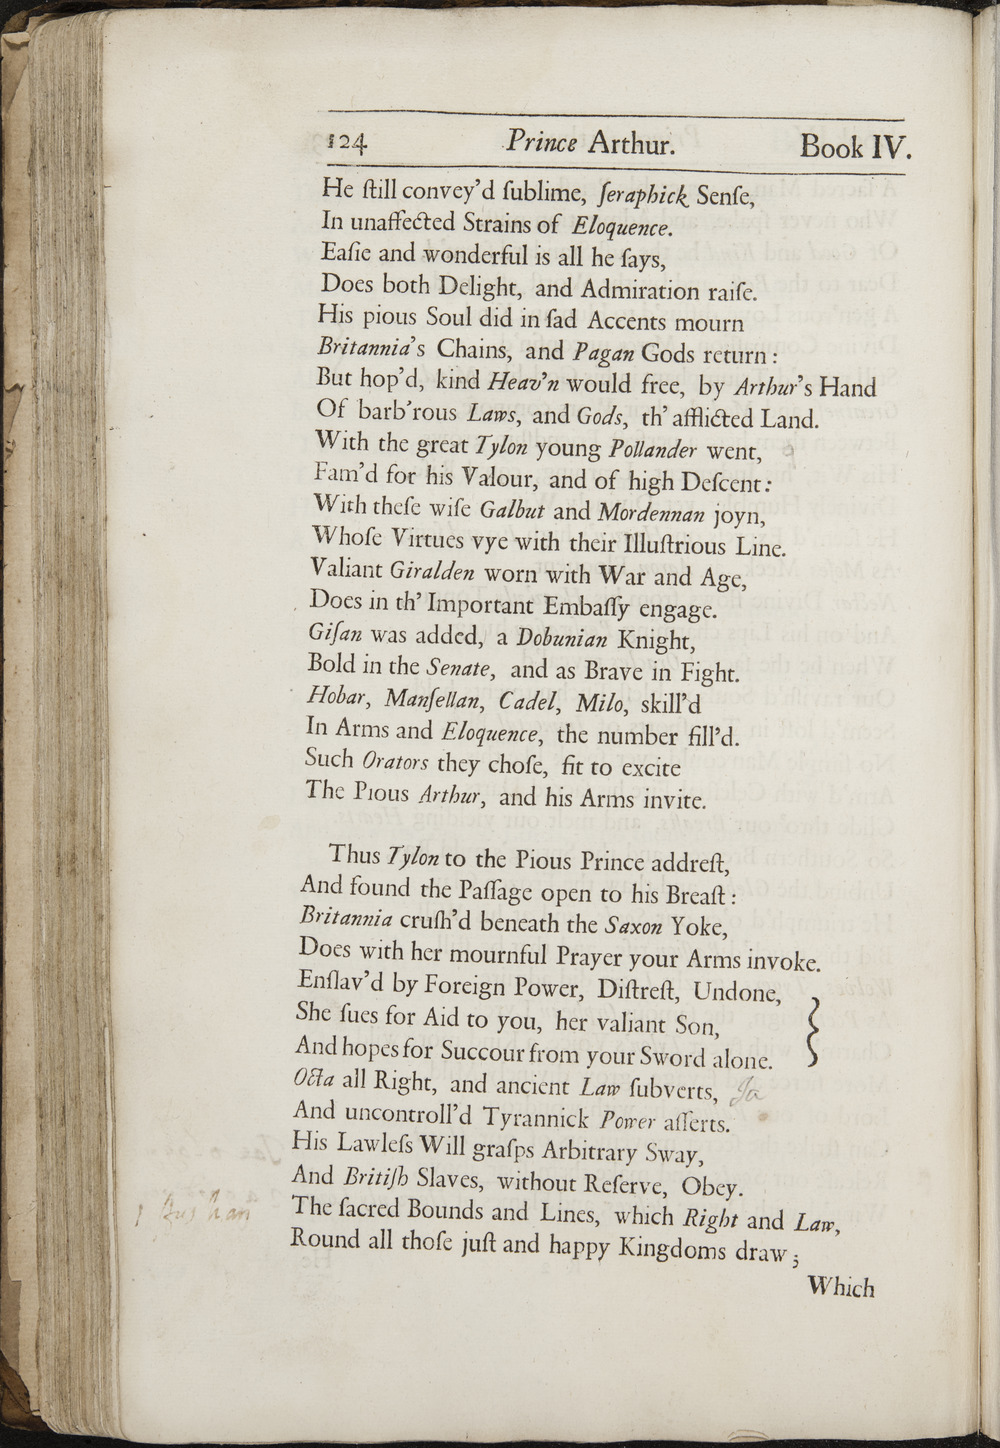 124 Prince Arthur. Book IV.
He ſtill convey'd ſublime, ſeraphick Senſe,
In unaffected Strains of Eloquence.
Eaſie and wonderful is all he ſays,
Does both Delight, and Admiration raiſe.
His pious Soul did in ſad Accents mourn
Britannia's Chains, and Pagan Gods return:
But hop'd, kind Heav'n would free, by Arthur's Hand
Of barb'rous Laws, and Gods, th' afflicted Land.
With the great Tylon young Pollander went,
Fam'd for his Valour, and of high Deſcent:
With theſe wiſe Galbut and Mordennan joyn,
Whoſe Virtues vye with their Illuſtrious Line.
Valiant Giralden worn with War and Age,
Does in th' Important Embaſſy engage.
Giſan was added, a Dobunian Knight,
Bold in the Senate, and as Brave in Fight.
Hobar, Manſellan, Cadel, Milo, skill'd
In Arms and Eloquence, the number fill'd.
Such Orators they choſe, fit to excite
The Pious Arthur, and his Arms invite.
Thus Tylon to the Pious Prince addreſt,
And found the Paſſage open to his Breaſt:
Britannia cruſh'd beneath the Saxon Yoke,
Does with her mournful Prayer your Arms invoke.
Enſlav'd by Foreign Power, Diſtreſt, Undone,
She ſues for Aid to you, her valiant Son,
And hopes for Succour from your Sword alone.
Octa all Right, and ancient Law ſubverts, Ja
And uncontroll'd Tyrannick Power aſſerts.
His Lawleſs Will graſps Arbitrary Sway,
And Britiſh Slaves, without Reſerve, Obey.
The ſacred Bounds and Lines, which Right and Law,
Round all thoſe juſt and happy Kingdoms draw;
Which